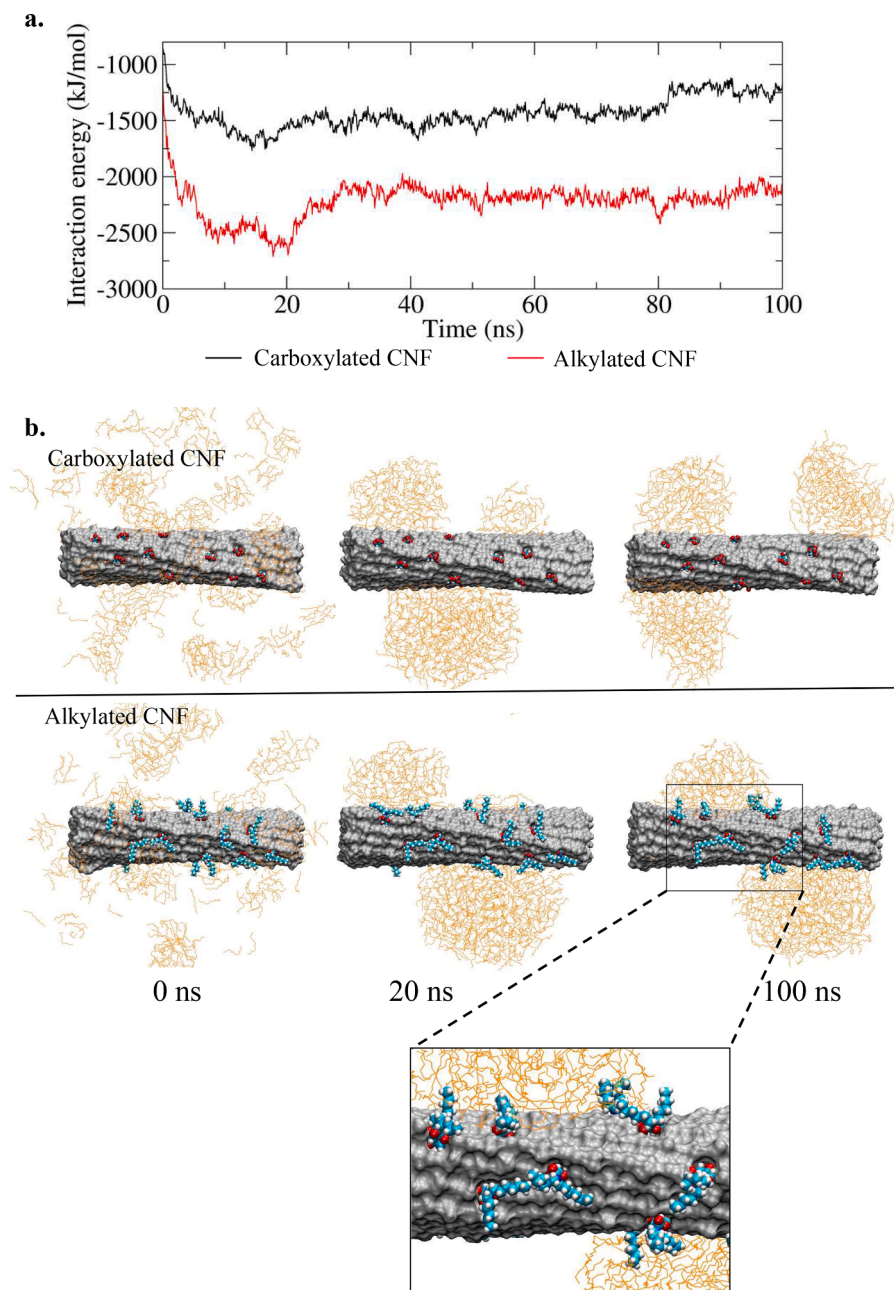 a.
Interaction energy (kJ/mol)
-1000
-1500
-2000
-2500
-3000
0 20 40 60 80 100
Time (ns)
Carboxylated CNF Alkylated CNF
b.
Carboxylated CNF
Alkylated CNF
0 ns 20 ns 100 ns